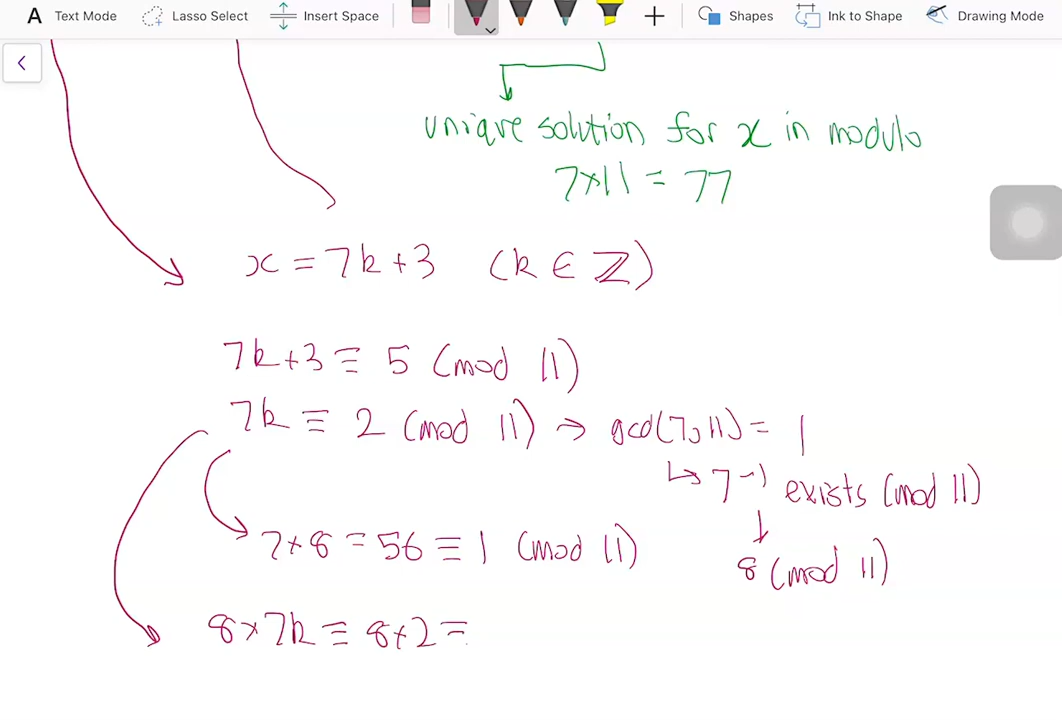 A Text Mode Lasso Select Insert Space Shapes Ink to Shape Drawing Mode
unique solution for x in modulo
7×11 = 77
x = 7k+3 (k ∈ ℤ)
7k+3 ≡ 5 (mod 11)
7k ≡ 2 (mod 11) → gcd(7,11) = 1
↳ 7⁻¹ exists (mod 11)
7×8 = 56 ≡ 1 (mod 11)
8 (mod 11)
8×7k ≡ 8×2 ≡